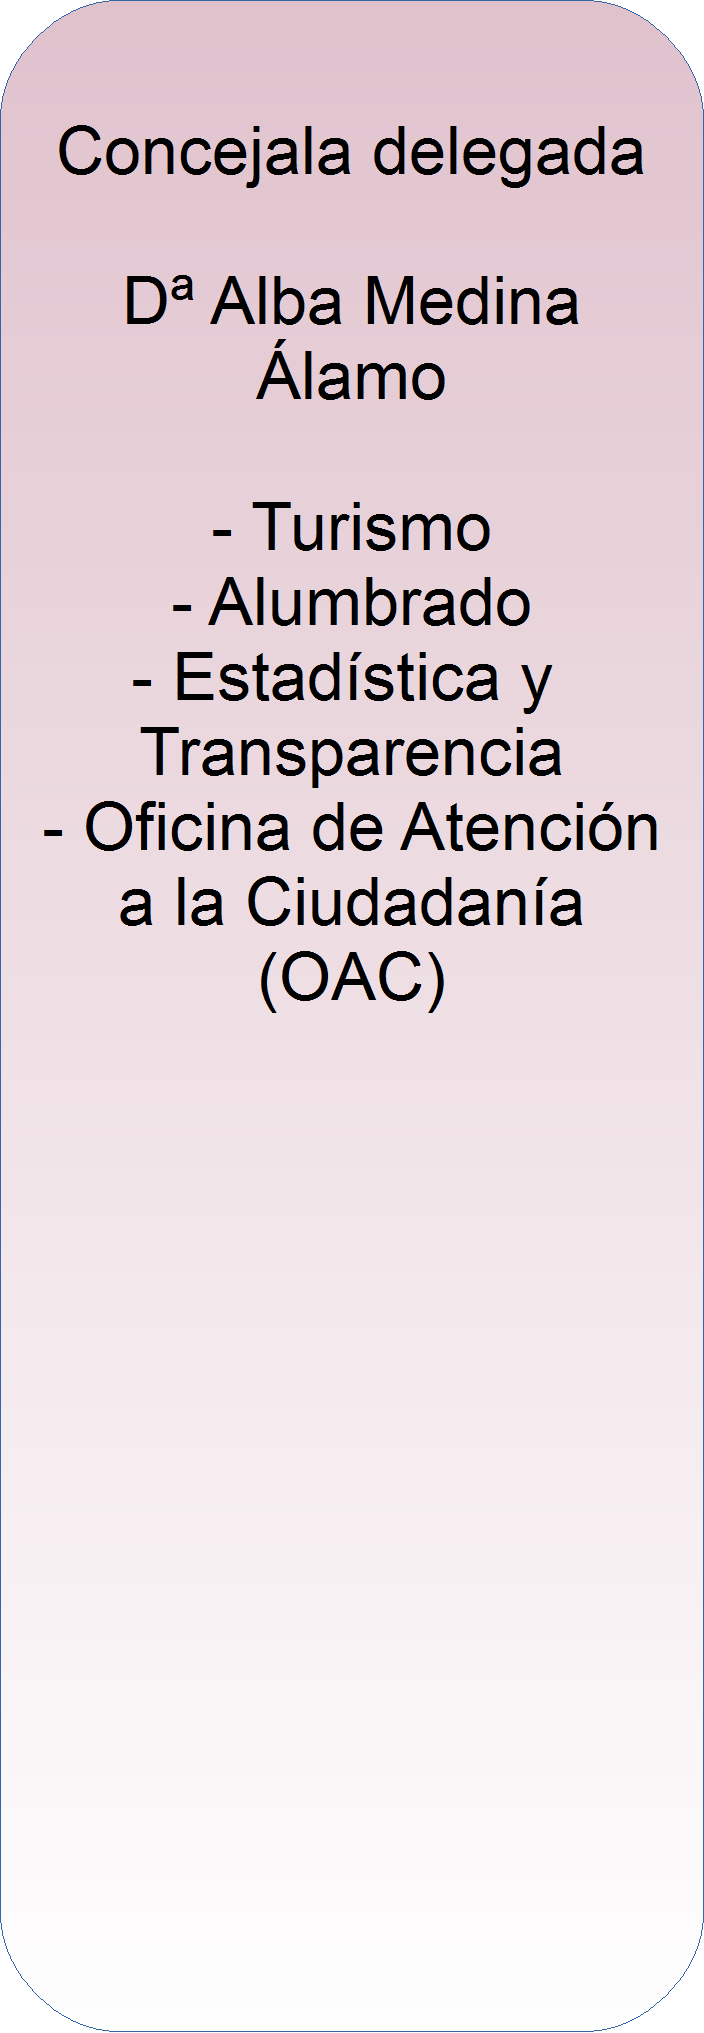 Concejala delegada
Dª Alba Medina
Álamo
- Turismo
- Alumbrado
- Estadística y
Transparencia
- Oficina de Atención
a la Ciudadanía
(OAC)